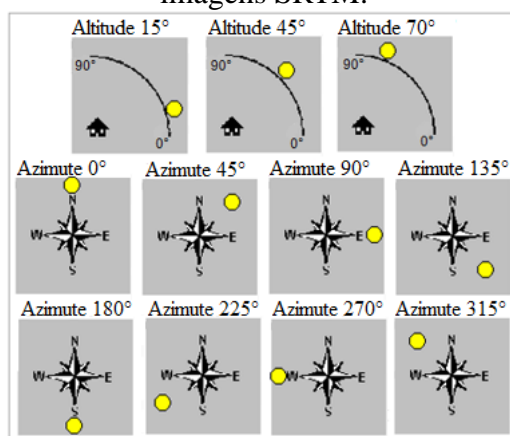 imagens SRTM.
Altitude 15° Altitude 45° Altitude 70°
90° 90° 90°
0° 0° 0°
Azimute 0° Azimute 45° Azimute 90° Azimute 135°
N N N N
W E W E W E W E
S S S S
Azimute 180° Azimute 225° Azimute 270° Azimute 315°
N N N N
W E W E W E W E
S S S S